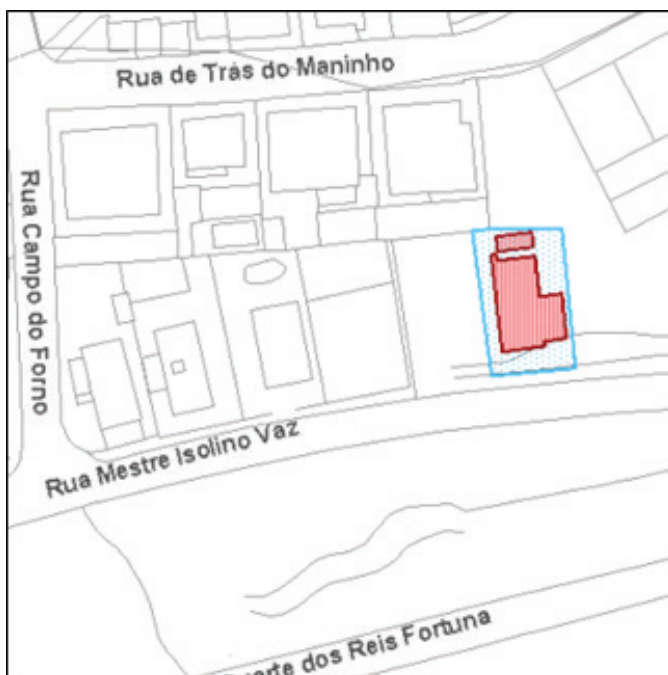 Rua de Trás do Maninho
Rua Campo do Forno
Rua Mestre Isolino Vaz
dos Reis Fortuna